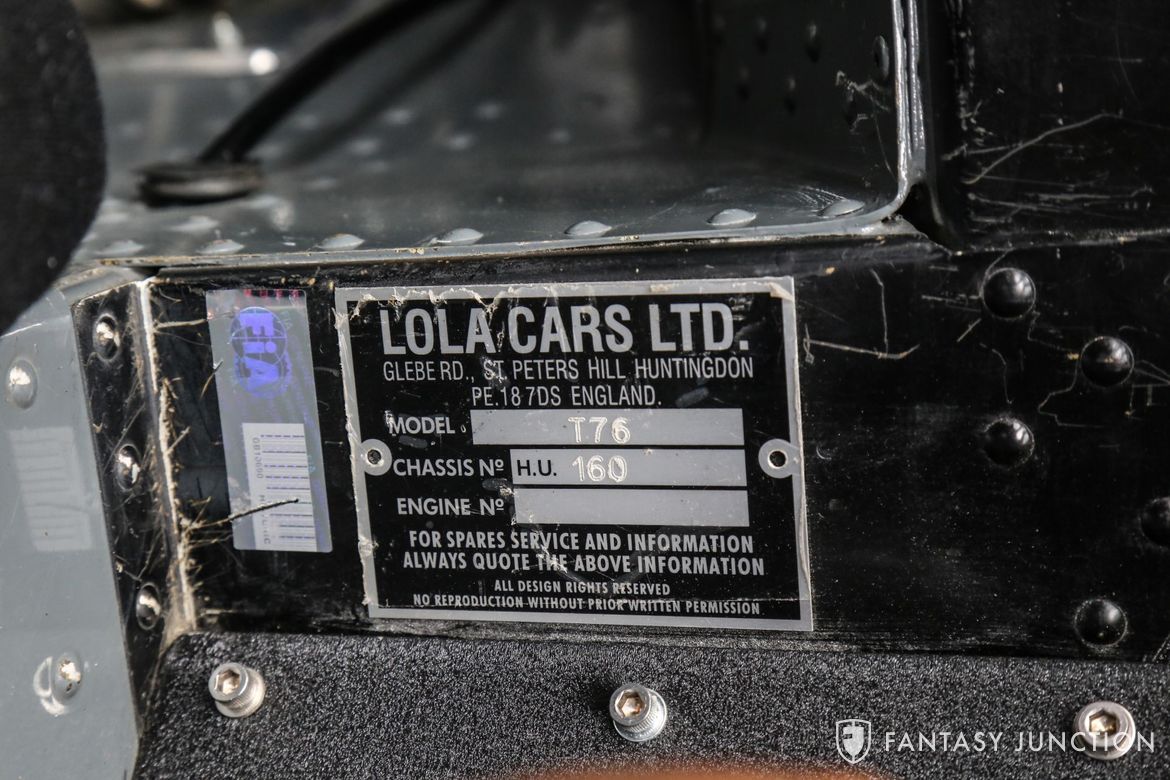 FiA
LOLA CARS LTD.
GLEBE RD., ST. PETERS HILL HUNTINGDON
PE.18 7DS ENGLAND.
MODEL T76
CHASSIS Nº H.U. 160
ENGINE Nº
FOR SPARES SERVICE AND INFORMATION
ALWAYS QUOTE THE ABOVE INFORMATION
ALL DESIGN RIGHTS RESERVED
NO REPRODUCTION WITHOUT PRIOR WRITTEN PERMISSION
FANTASY JUNCTION